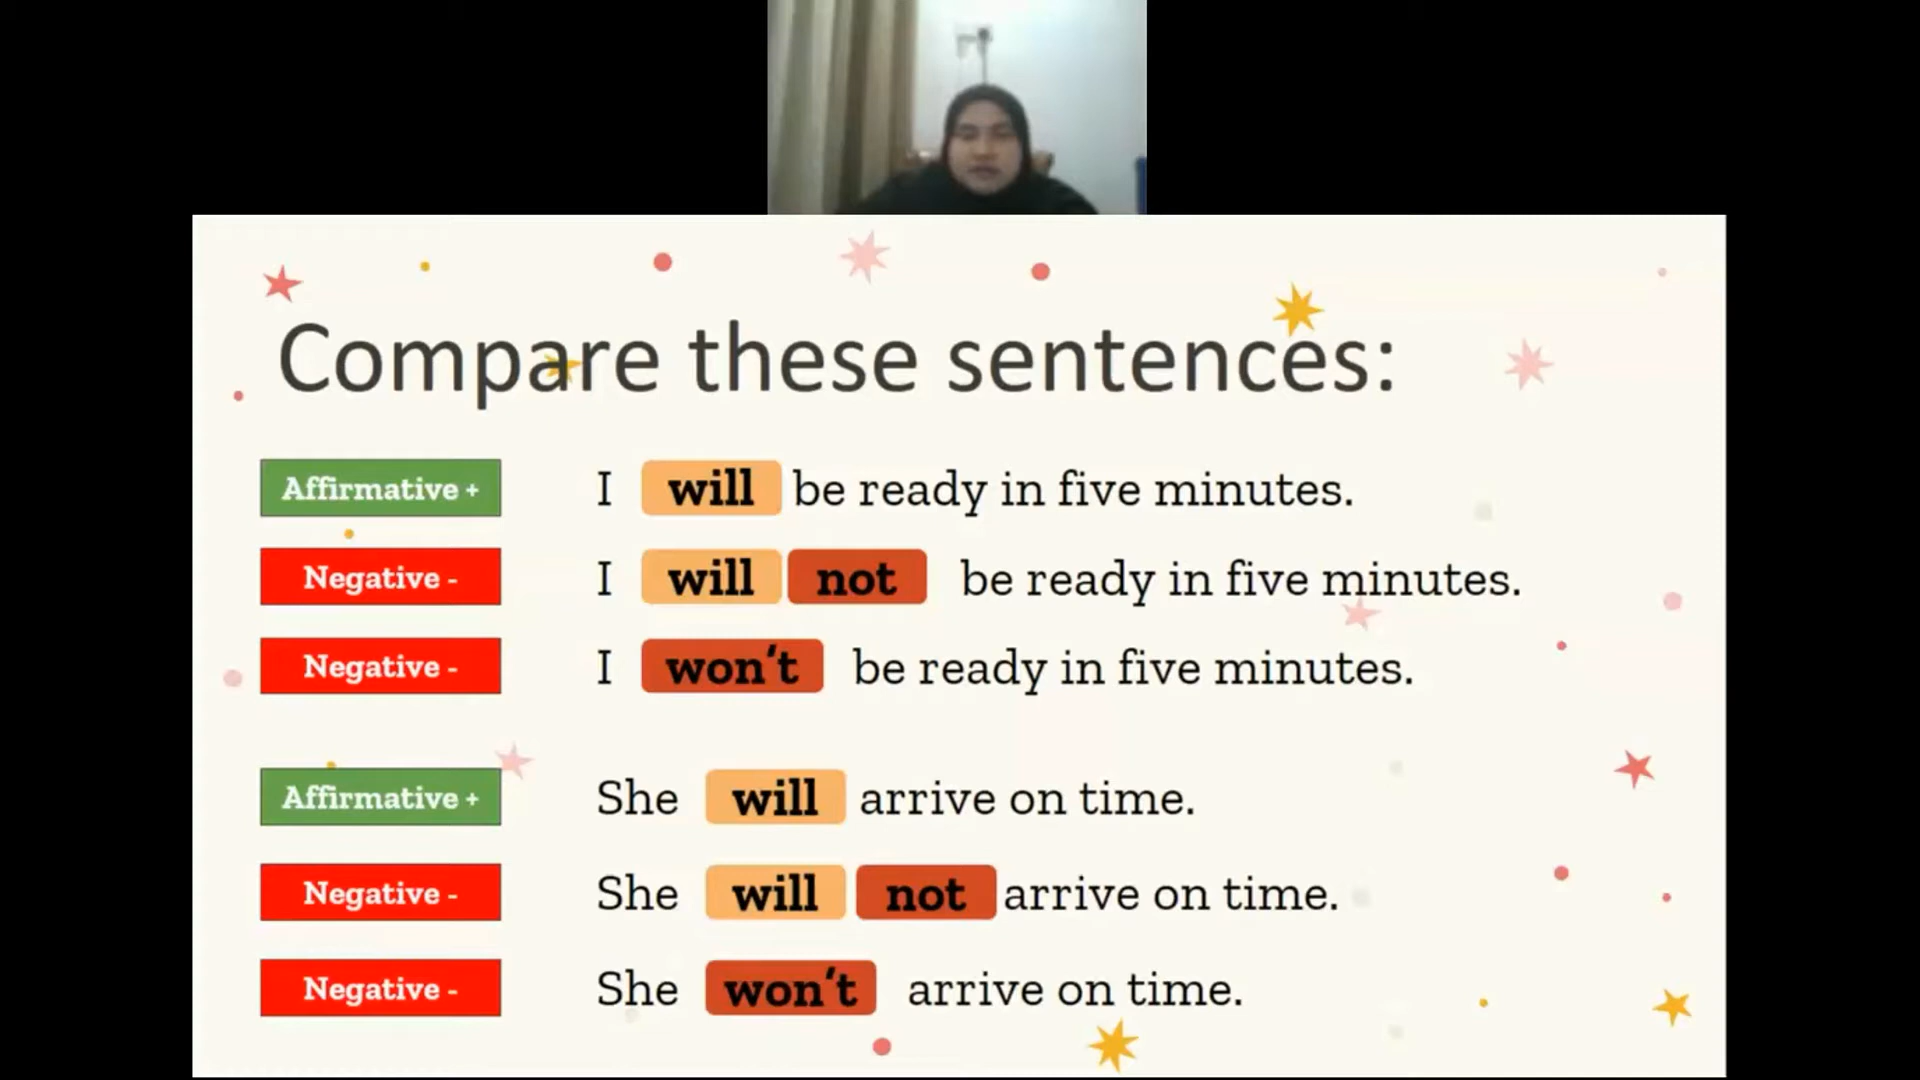 Compare these sentences:
Affirmative + I will be ready in five minutes.
Negative - I will not be ready in five minutes.
Negative - I won't be ready in five minutes.
Affirmative + She will arrive on time.
Negative - She will not arrive on time.
Negative - She won't arrive on time.